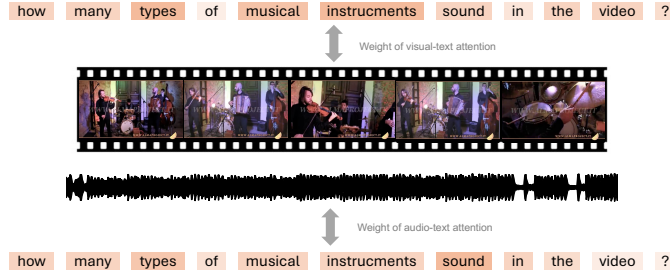 how many types of musical instrucments sound in the video ?
Weight of visual-text attention
Weight of audio-text attention
how many types of musical instrucments sound in the video ?